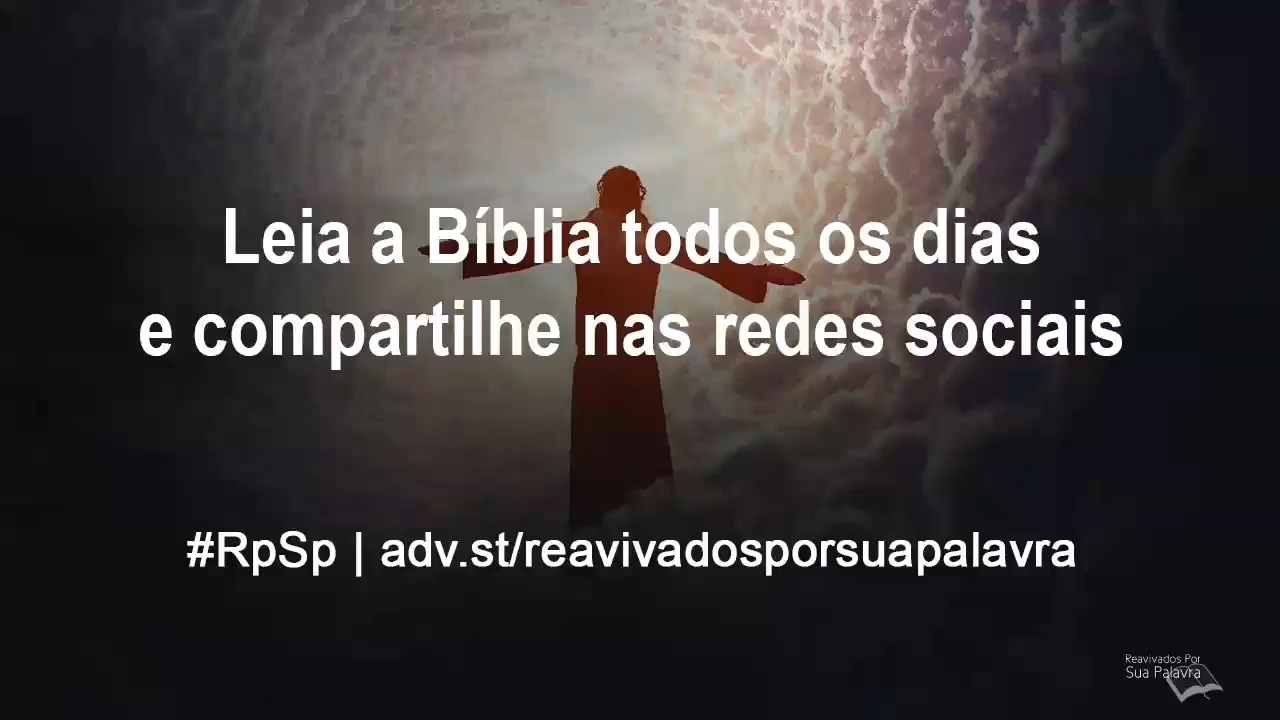 Leia a Bíblia todos os dias
e compartilhe nas redes sociais
#RpSp | adv.st/reavivadosporsuapalavra
Reavivados Por
Sua Palavra